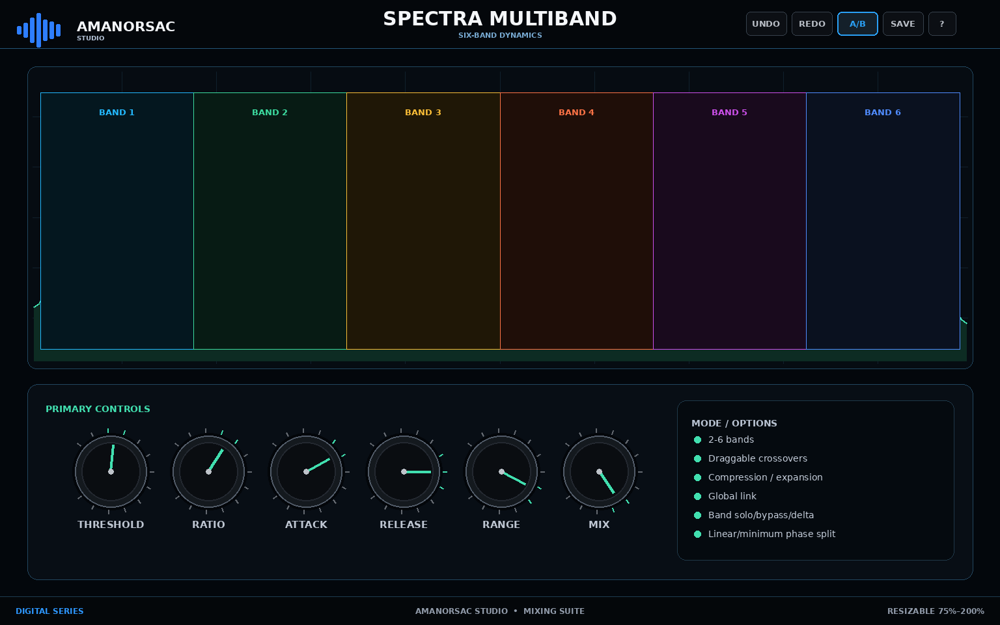 AMANORSAC
STUDIO
SPECTRA MULTIBAND
SIX-BAND DYNAMICS
UNDO REDO A/B SAVE ?
BAND 1 BAND 2 BAND 3 BAND 4 BAND 5 BAND 6
PRIMARY CONTROLS
THRESHOLD RATIO ATTACK RELEASE RANGE MIX
MODE / OPTIONS
2-6 bands
Draggable crossovers
Compression / expansion
Global link
Band solo/bypass/delta
Linear/minimum phase split
DIGITAL SERIES
AMANORSAC STUDIO • MIXING SUITE
RESIZABLE 75%–200%